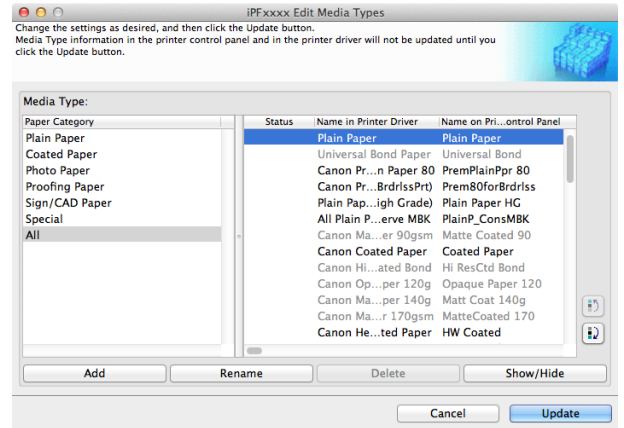 iPFxxxx Edit Media Types
Change the settings as desired, and then click the Update button.
Media Type information in the printer control panel and in the printer driver will not be updated until you
click the Update button.
Media Type:
Paper Category Status Name in Printer Driver Name on Pri...ontrol Panel
Plain Paper Plain Paper Plain Paper
Coated Paper Universal Bond Paper Universal Bond
Photo Paper Canon Pr...n Paper 80 PremPlainPpr 80
Proofing Paper Canon Pr...BrdrlssPrt) Prem80forBrdrlss
Sign/CAD Paper Plain Pap...igh Grade) Plain Paper HG
Special All Plain P...erve MBK PlainP_ConsMBK
All Canon Ma...er 90gsm Matte Coated 90
Canon Coated Paper Coated Paper
Canon Hi...ated Bond Hi ResCtd Bond
Canon Op...per 120g Opaque Paper 120
Canon Ma...per 140g Matt Coat 140g
Canon Ma...r 170gsm MatteCoated 170
Canon He...ted Paper HW Coated
Add Rename Delete Show/Hide
Cancel Update